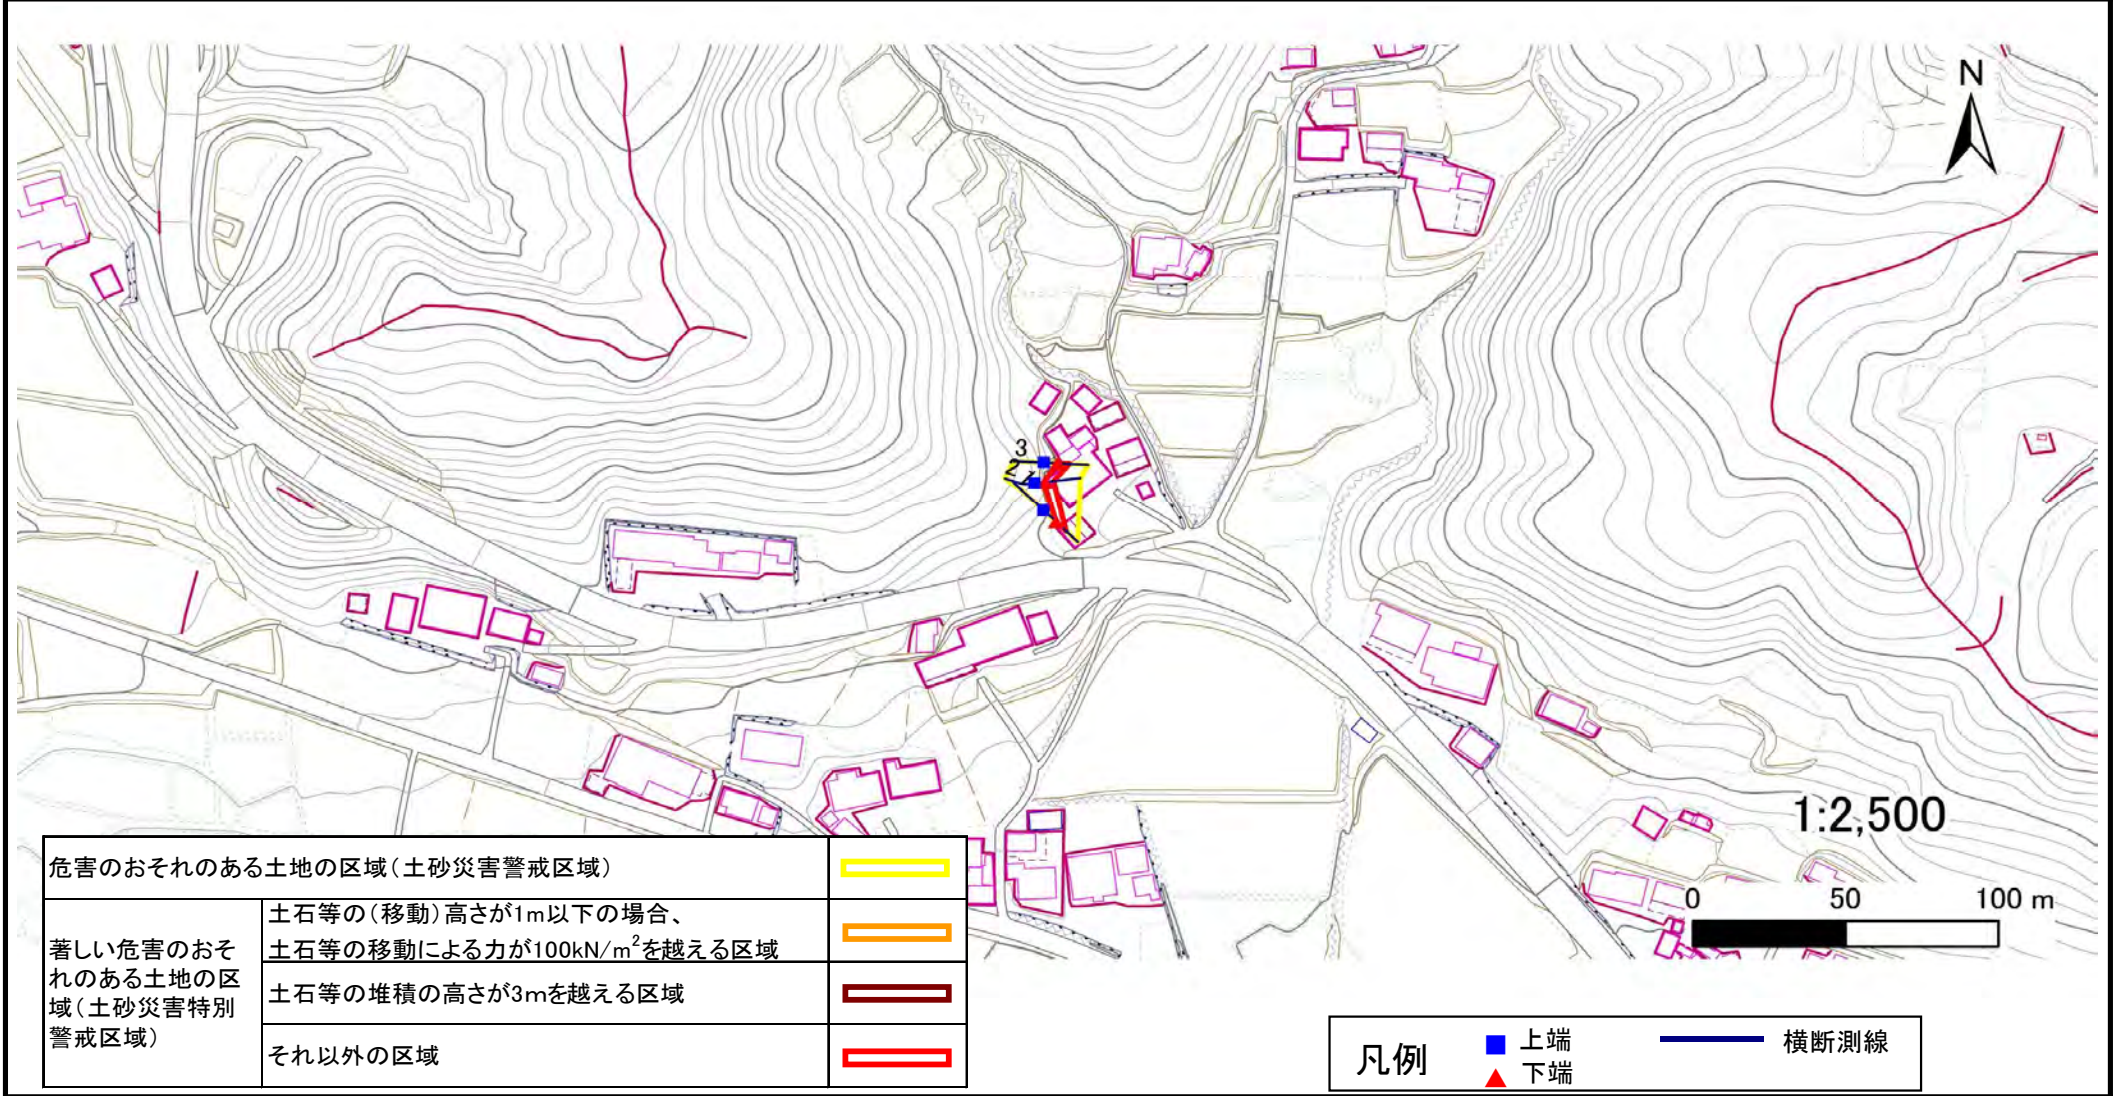 N
3
2
1
1:2,500
0 50 100 m
危害のおそれのある土地の区域(土砂災害警戒区域)
著しい危害のおそ
れのある土地の区
域(土砂災害特別
警戒区域)
土石等の(移動)高さが1m以下の場合、
土石等の移動による力が100kN/m²を越える区域
土石等の堆積の高さが3mを越える区域
それ以外の区域
凡例
上端
下端
横断測線